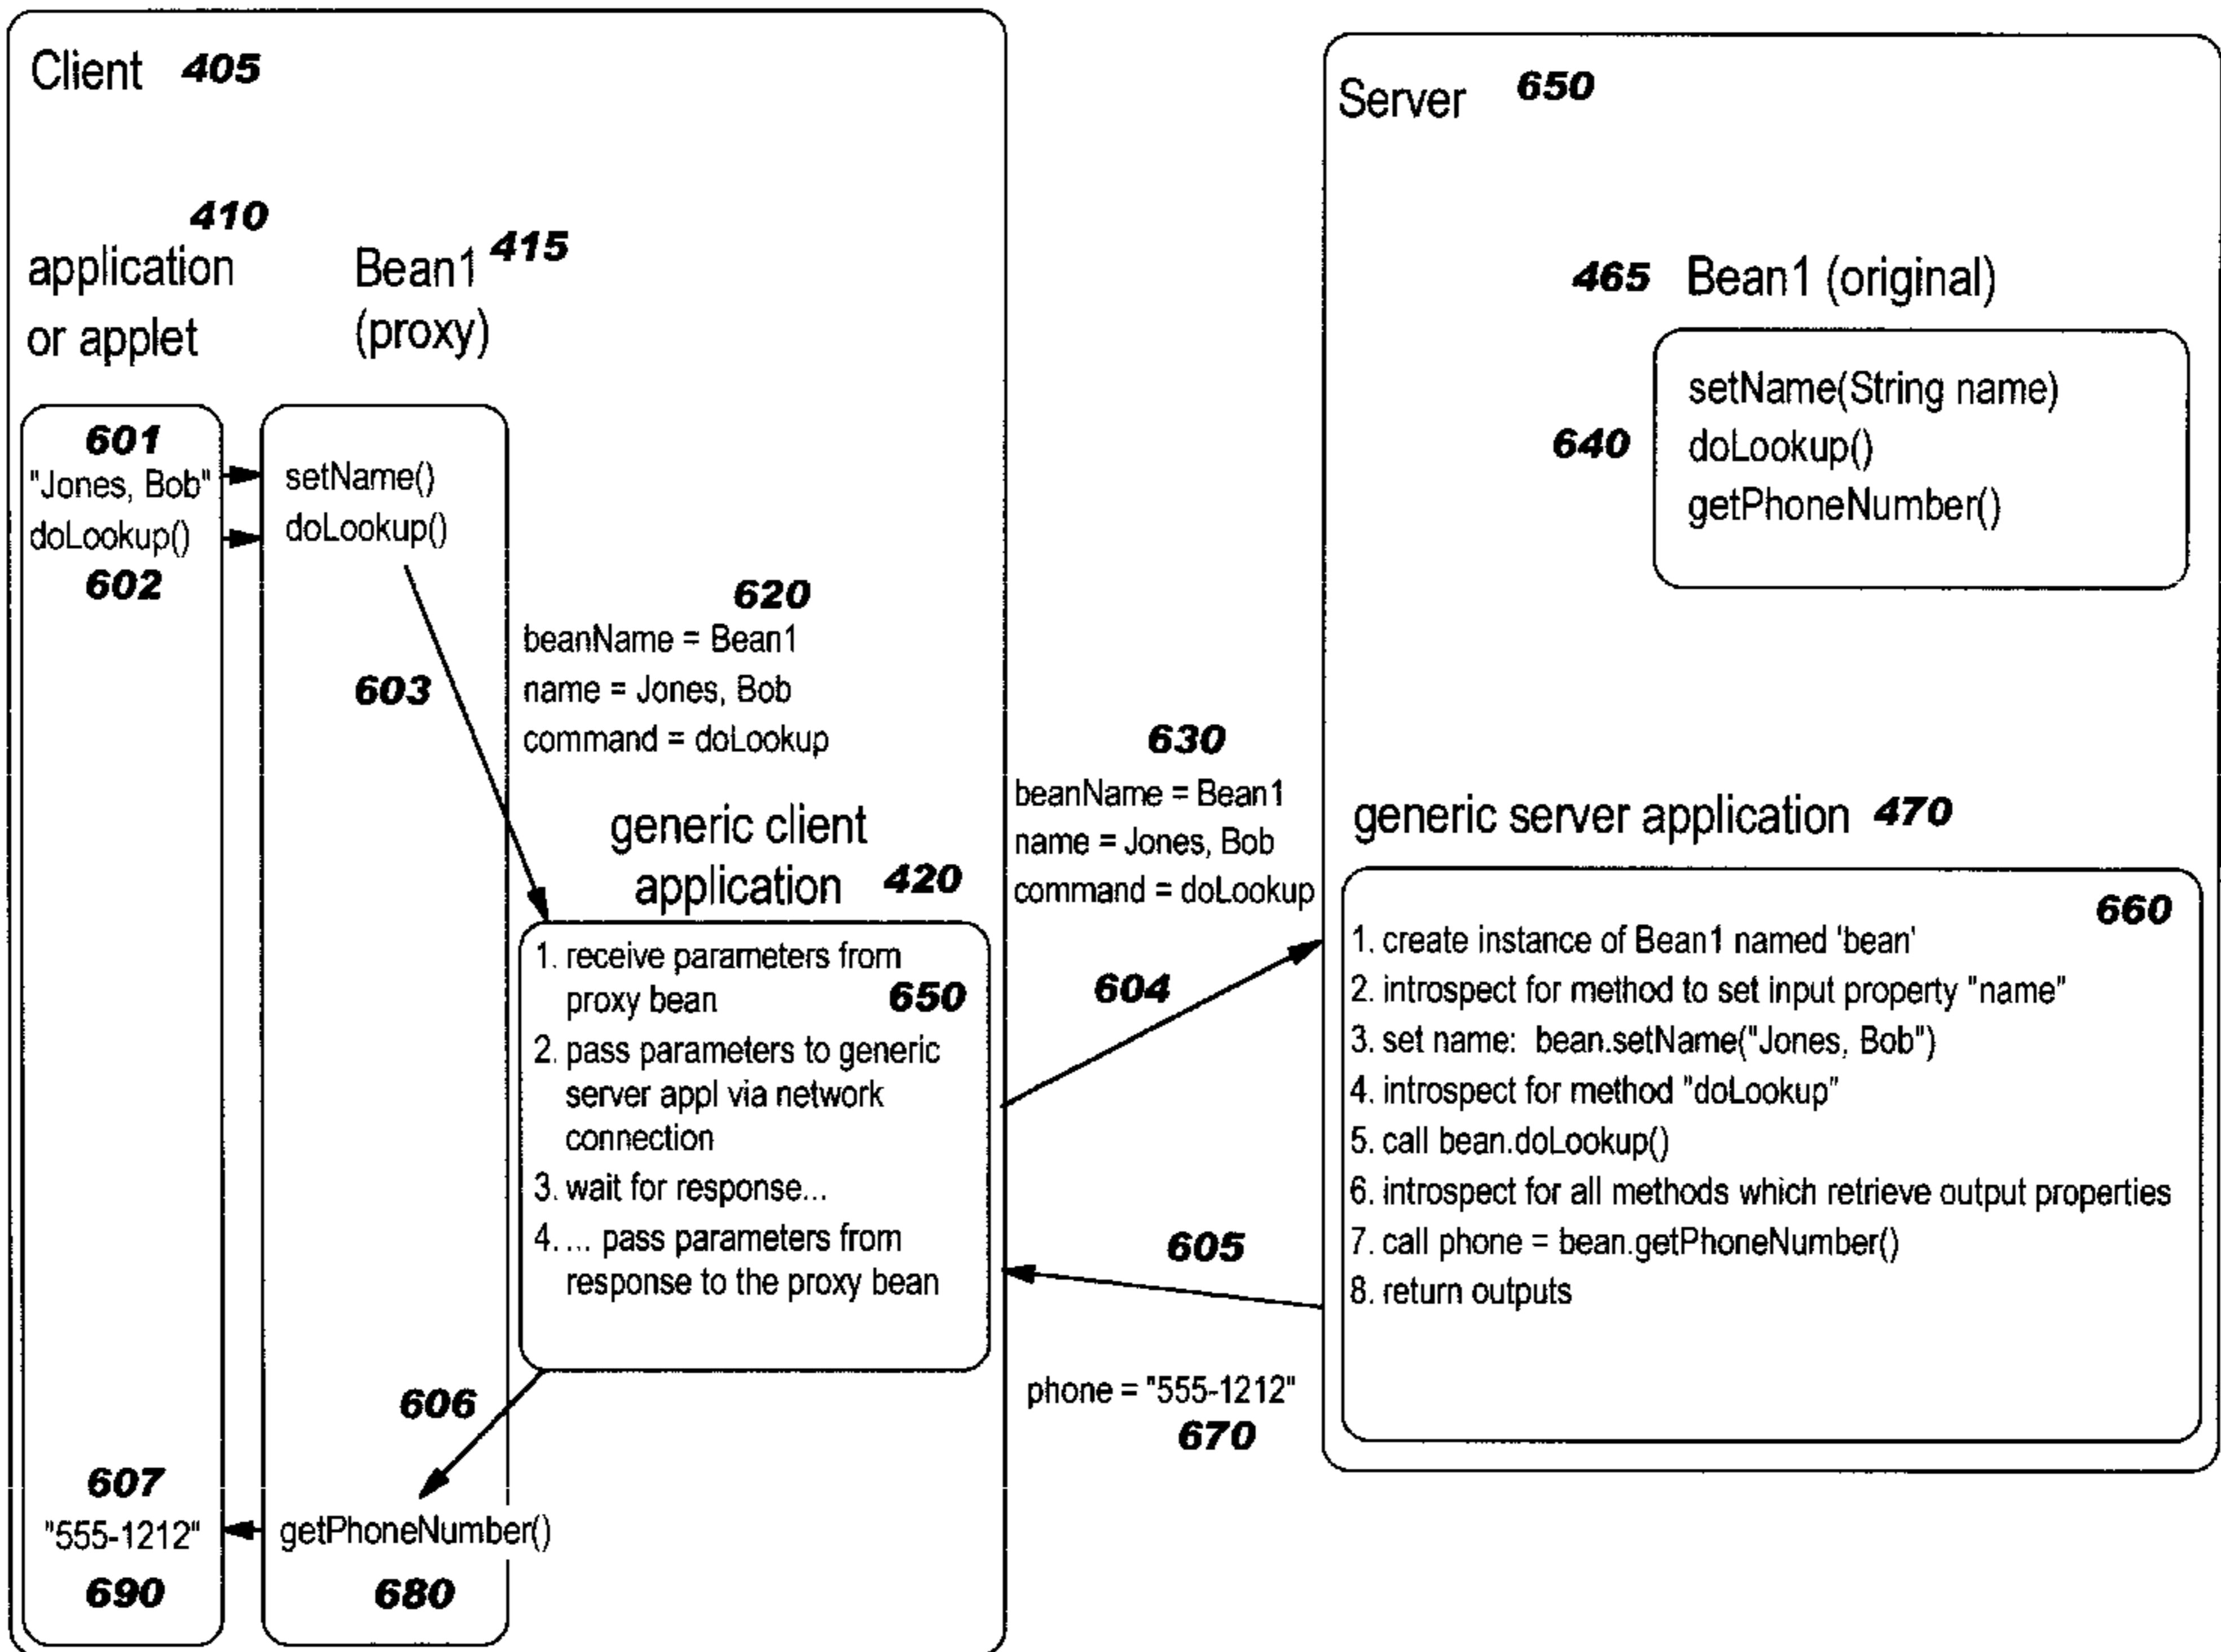 Client 405
410
application
or applet
Bean1 415
(proxy)
601
"Jones, Bob"
doLookup()
602
setName()
doLookup()
603
620
beanName = Bean1
name = Jones, Bob
command = doLookup
generic client
application 420
1. receive parameters from
proxy bean 650
2. pass parameters to generic
server appl via network
connection
3. wait for response...
4. ... pass parameters from
response to the proxy bean
606
607
"555-1212"
690
getPhoneNumber()
680
630
beanName = Bean1
name = Jones, Bob
command = doLookup
604
605
phone = "555-1212"
670
Server 650
465 Bean1 (original)
640
setName(String name)
doLookup()
getPhoneNumber()
generic server application 470
660
1. create instance of Bean1 named 'bean'
2. introspect for method to set input property "name"
3. set name: bean.setName("Jones, Bob")
4. introspect for method "doLookup"
5. call bean.doLookup()
6. introspect for all methods which retrieve output properties
7. call phone = bean.getPhoneNumber()
8. return outputs